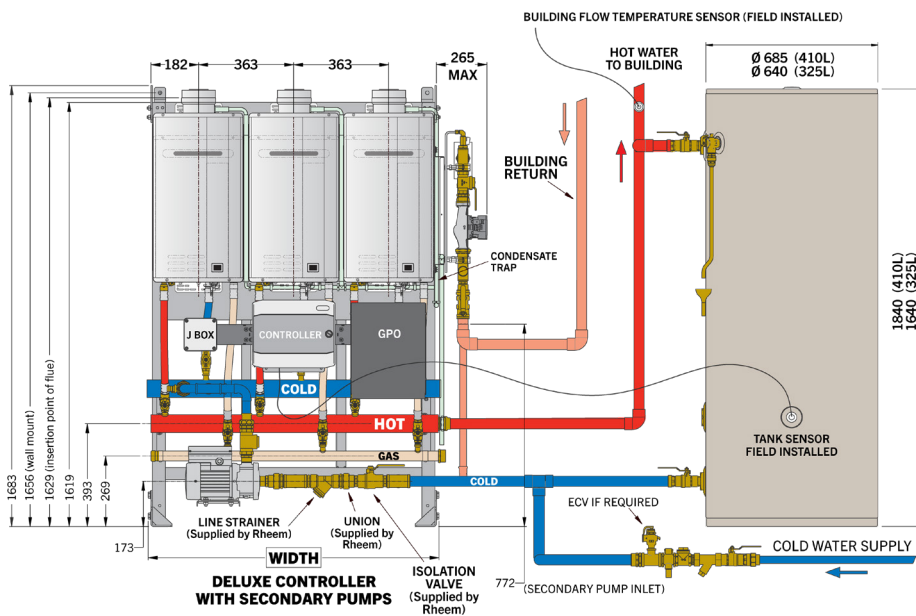 BUILDING FLOW TEMPERATURE SENSOR (FIELD INSTALLED)
182
363
363
265
MAX
HOT WATER
TO BUILDING
Ø 685 (410L)
Ø 640 (325L)
BUILDING
RETURN
CONDENSATE
TRAP
1840 (410L)
1640 (325L)
J BOX
CONTROLLER
GPO
COLD
HOT
GAS
COLD
TANK SENSOR
FIELD INSTALLED
1683
1656 (wall mount)
1629 (insertion point of flue)
1619
393
269
173
LINE STRAINER
(Supplied by
Rheem)
UNION
(Supplied by
Rheem)
ISOLATION
VALVE
(Supplied by
Rheem)
ECV IF REQUIRED
COLD WATER SUPPLY
WIDTH
772
(SECONDARY PUMP INLET)
DELUXE CONTROLLER
WITH SECONDARY PUMPS